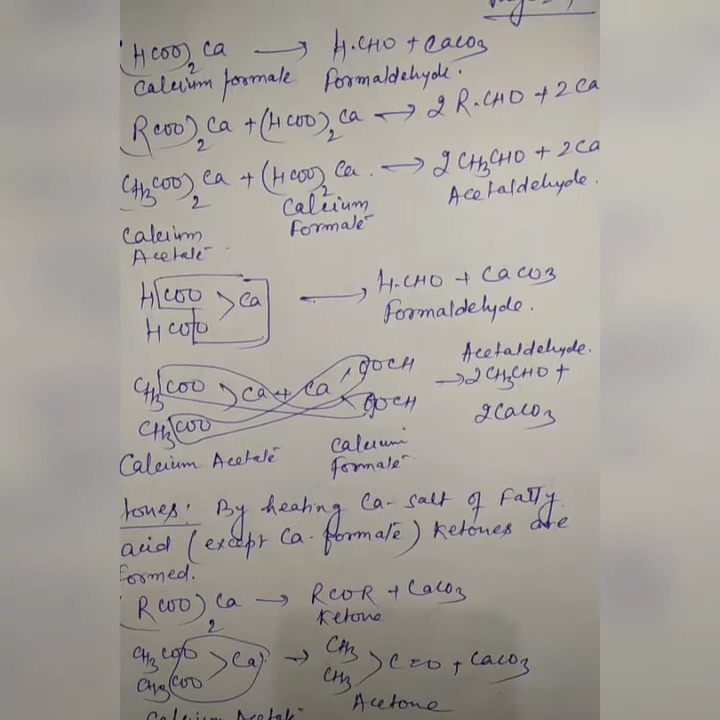 (HCOO)2Ca → H.CHO + CaCO3
Calcium formate Formaldehyde.
(RCOO)2Ca + (HCOO)2Ca → 2R.CHO + 2Ca
CH3COO)2Ca + (HCOO)2Ca. → 2CH3CHO + 2Ca
Calcium Acetate Calcium Formate Acetaldehyde.
HCOO
HCOO > Ca → H.CHO + CaCO3
Formaldehyde.
CH3COO
CH3COO > Ca + Ca < OOCH
OOCH → 2CH3CHO +
2CaCO3
Acetaldehyde.
Calcium Acetate Calcium formate
tones: By heating Ca-salt of Fatty
acid (except Ca-formate) Ketones are
formed.
(RCOO)2Ca → RCOR + CaCO3
Ketone
CH3COO
CH3COO > Ca → CH3
CH3 > C=O + CaCO3
Calcium Acetate Acetone